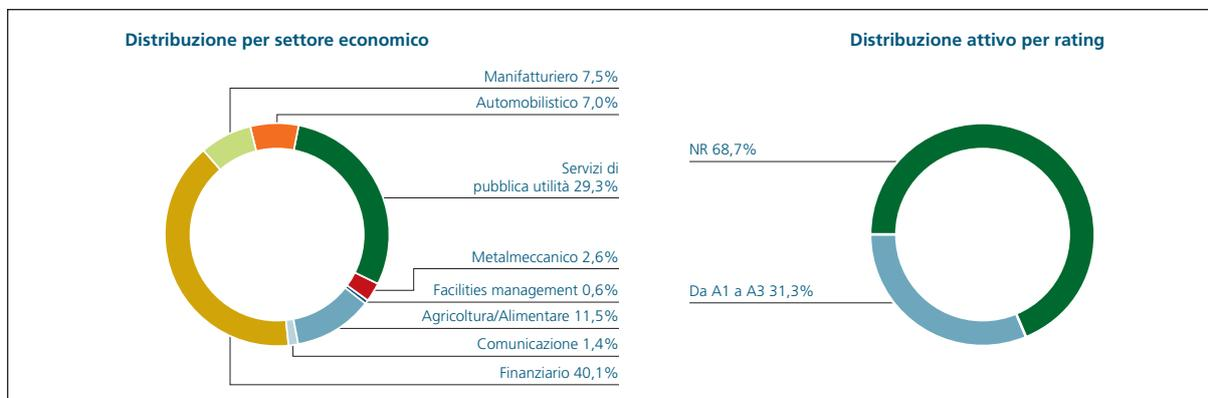 Distribuzione per settore economico
Manifatturiero 7,5%
Automobilistico 7,0%
Servizi di
pubblica utilità 29,3%
Metalmeccanico 2,6%
Facilities management 0,6%
Agricoltura/Alimentare 11,5%
Comunicazione 1,4%
Finanziario 40,1%
Distribuzione attivo per rating
NR 68,7%
Da A1 a A3 31,3%